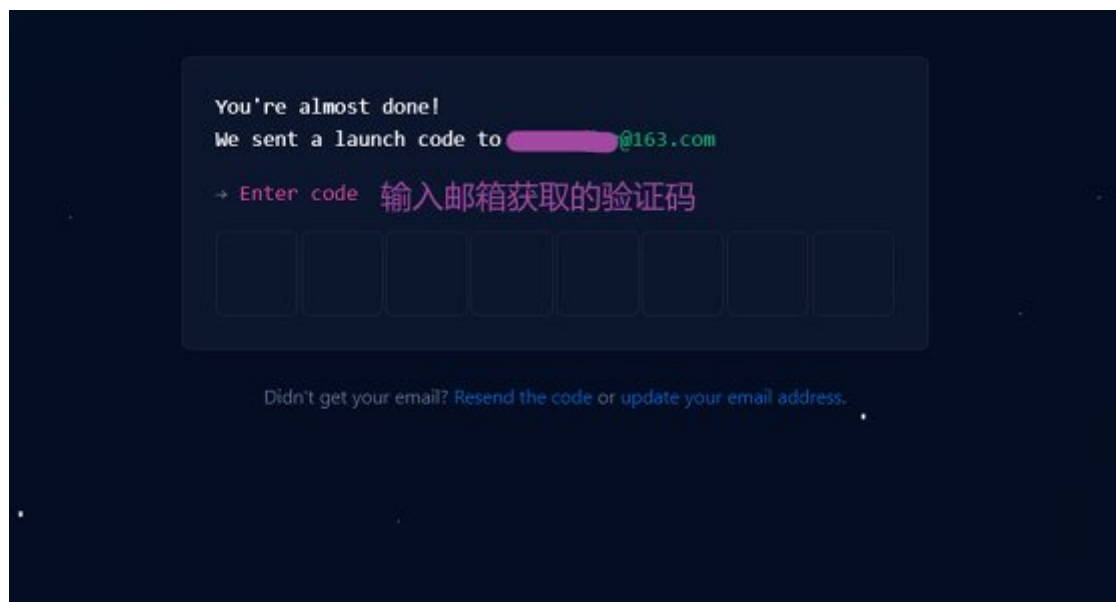 You're almost done!
We sent a launch code to @163.com
→ Enter code 输入邮箱获取的验证码
Didn't get your email? Resend the code or update your email address.